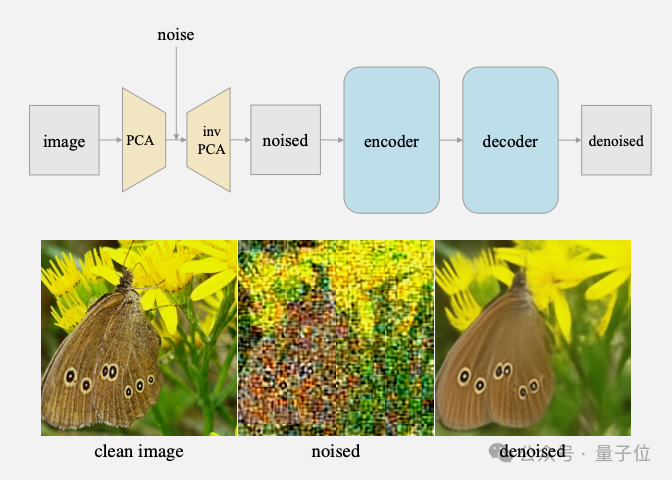 noise
image
PCA
inv
PCA
noised
encoder
decoder
denoised
clean image
noised
denoised
公众号 · 量子位